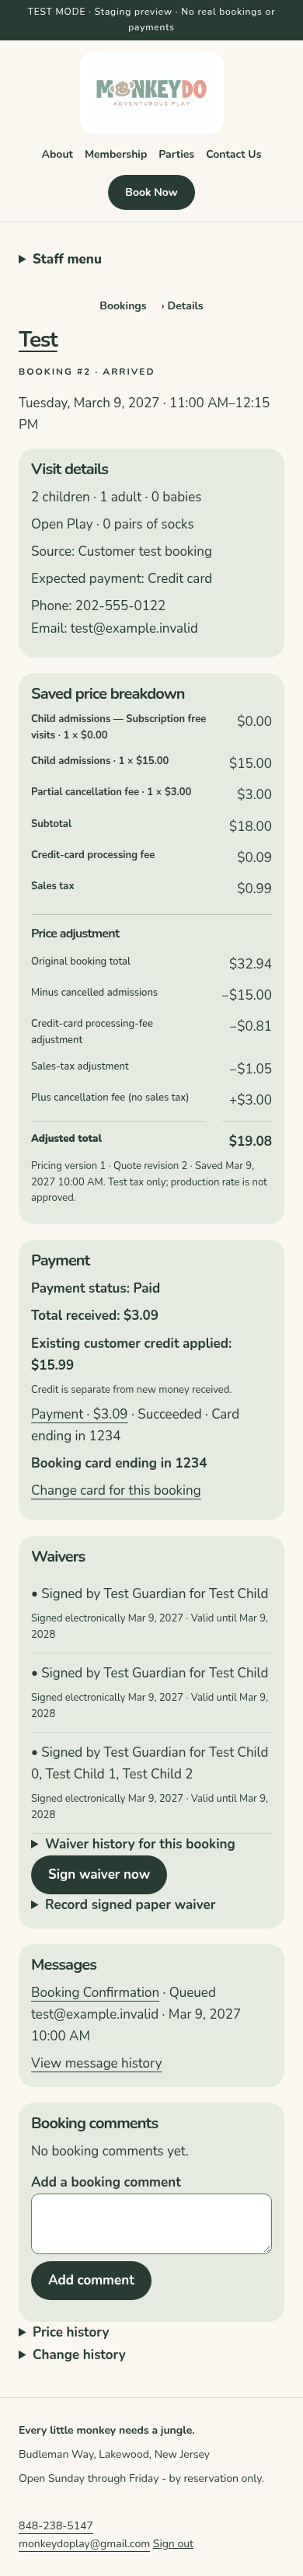 TEST MODE · Staging preview · No real bookings or
payments
MONKEYDO
ADVENTUROUS PLAY
About Membership Parties Contact Us
Book Now
▶ Staff menu
Bookings › Details
Test
BOOKING #2 · ARRIVED
Tuesday, March 9, 2027 · 11:00 AM–12:15
PM
Visit details
2 children · 1 adult · 0 babies
Open Play · 0 pairs of socks
Source: Customer test booking
Expected payment: Credit card
Phone: 202-555-0122
Email: test@example.invalid
Saved price breakdown
Child admissions — Subscription free
visits · 1 × $0.00 $0.00
Child admissions · 1 × $15.00 $15.00
Partial cancellation fee · 1 × $3.00 $3.00
Subtotal $18.00
Credit-card processing fee $0.09
Sales tax $0.99
Price adjustment
Original booking total $32.94
Minus cancelled admissions −$15.00
Credit-card processing-fee
adjustment −$0.81
Sales-tax adjustment −$1.05
Plus cancellation fee (no sales tax) +$3.00
Adjusted total $19.08
Pricing version 1 · Quote revision 2 · Saved Mar 9,
2027 10:00 AM. Test tax only; production rate is not
approved.
Payment
Payment status: Paid
Total received: $3.09
Existing customer credit applied:
$15.99
Credit is separate from new money received.
Payment · $3.09 · Succeeded · Card
ending in 1234
Booking card ending in 1234
Change card for this booking
Waivers
• Signed by Test Guardian for Test Child
Signed electronically Mar 9, 2027 · Valid until Mar 9,
2028
• Signed by Test Guardian for Test Child
Signed electronically Mar 9, 2027 · Valid until Mar 9,
2028
• Signed by Test Guardian for Test Child
0, Test Child 1, Test Child 2
Signed electronically Mar 9, 2027 · Valid until Mar 9,
2028
▶ Waiver history for this booking
Sign waiver now
▶ Record signed paper waiver
Messages
Booking Confirmation · Queued
test@example.invalid · Mar 9, 2027
10:00 AM
View message history
Booking comments
No booking comments yet.
Add a booking comment
Add comment
▶ Price history
▶ Change history
Every little monkey needs a jungle.
Budleman Way, Lakewood, New Jersey
Open Sunday through Friday - by reservation only.
848-238-5147
monkeydoplay@gmail.com Sign out